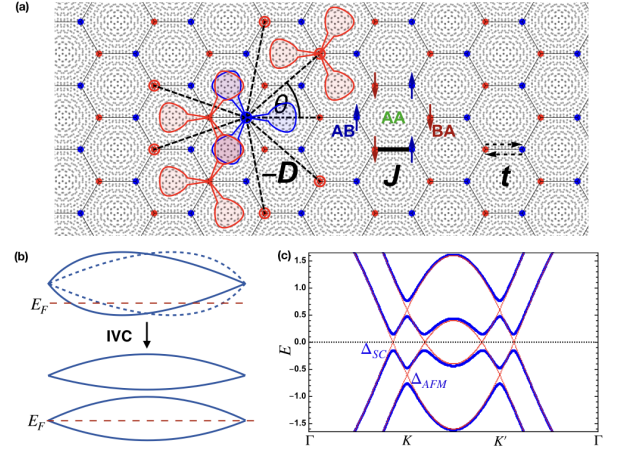 (a)
θ
AB
AA
BA
−D
J
t
(b)
E_F
IVC
E_F
(c)
1.5
1.0
0.5
0.0
−0.5
−1.0
−1.5
E
Δ_SC
Δ_AFM
Γ K K′ Γ